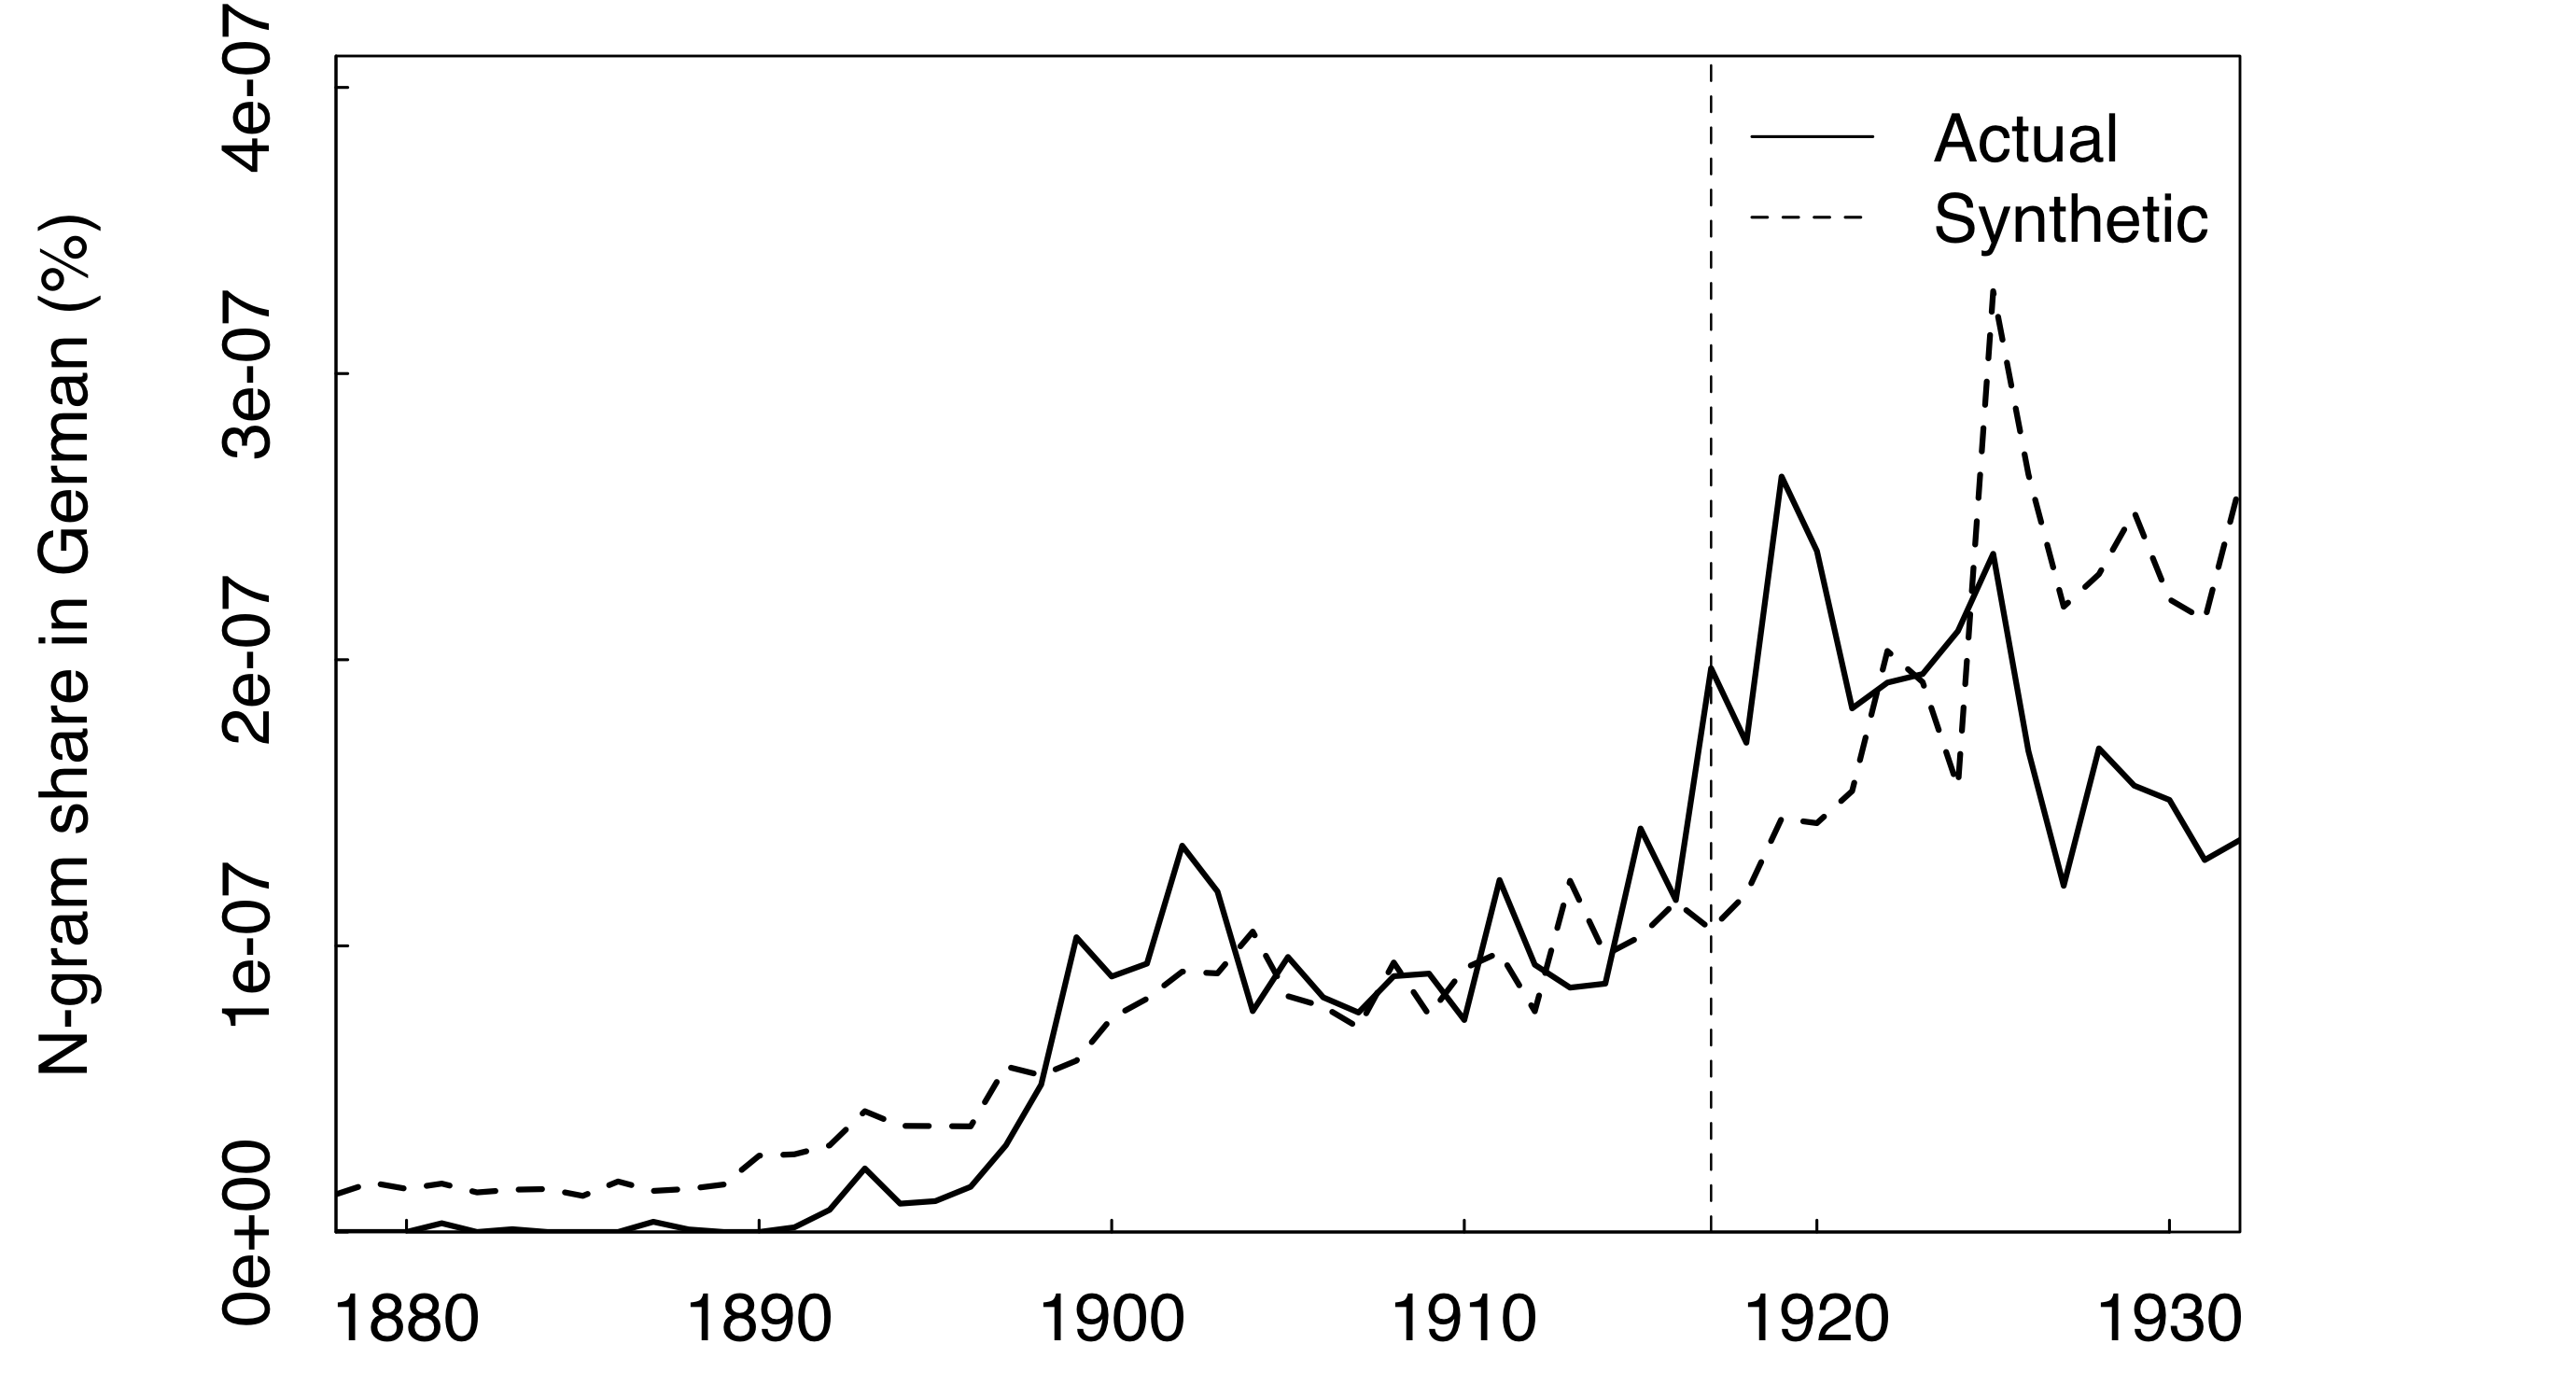 N-gram share in German (%)
4e-07
3e-07
2e-07
1e-07
0e+00
Actual
Synthetic
1880 1890 1900 1910 1920 1930